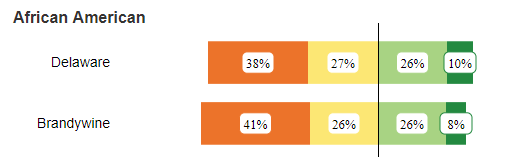 African American
Delaware 38% 27% 26% 10%
Brandywine 41% 26% 26% 8%